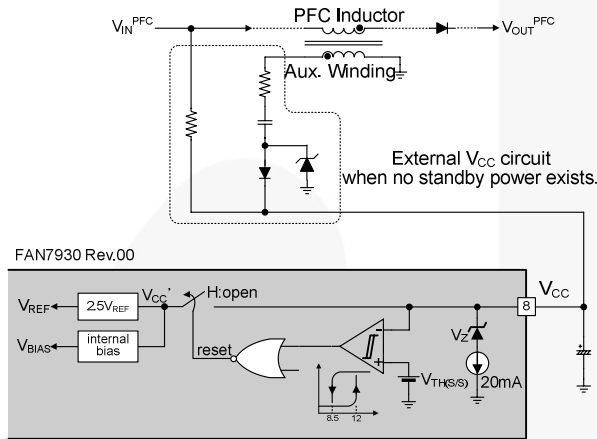 PFC Inductor
V_IN^PFC
V_OUT^PFC
Aux. Winding
External V_CC circuit
when no standby power exists.
FAN7930 Rev.00
V_REF
2.5V_REF
V_CC'
H:open
8
V_CC
V_BIAS
internal
bias
reset
V_Z
V_TH(S/S)
20mA
8.5
12